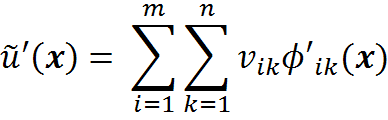 ũ′(𝒙) = ∑_{i=1}^{m} ∑_{k=1}^{n} v_{ik} ϕ′_{ik}(𝒙)